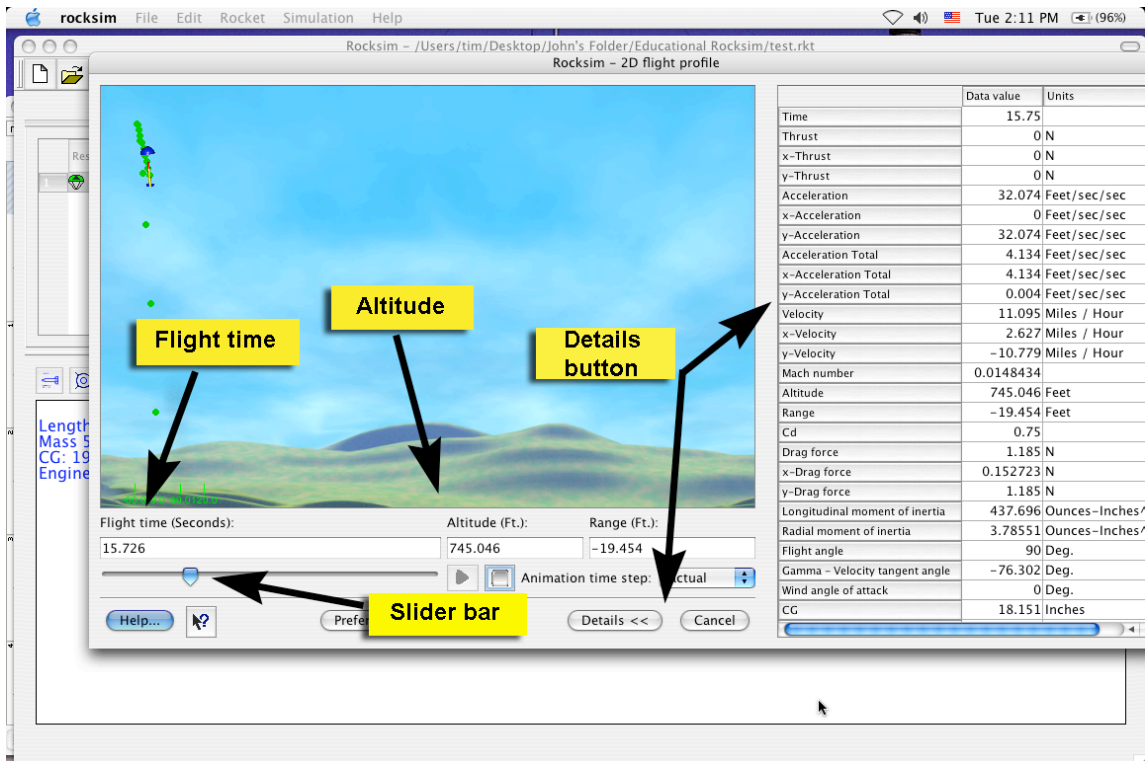 rocksim File Edit Rocket Simulation Help Tue 2:11 PM (96%)
Rocksim – /Users/tim/Desktop/John's Folder/Educational Rocksim/test.rkt
Rocksim – 2D flight profile
Res
1
Length
Mass 5
CG: 19
Engine
Altitude
Flight time
Details
button
Flight time (Seconds): Altitude (Ft.): Range (Ft.):
15.726 745.046 –19.454
Animation time step: ctual
Slider bar
Help... Prefer Details << Cancel
Data value Units
Time 15.75
Thrust 0 N
x-Thrust 0 N
y-Thrust 0 N
Acceleration 32.074 Feet/sec/sec
x-Acceleration 0 Feet/sec/sec
y-Acceleration 32.074 Feet/sec/sec
Acceleration Total 4.134 Feet/sec/sec
x-Acceleration Total 4.134 Feet/sec/sec
y-Acceleration Total 0.004 Feet/sec/sec
Velocity 11.095 Miles / Hour
x-Velocity 2.627 Miles / Hour
y-Velocity –10.779 Miles / Hour
Mach number 0.0148434
Altitude 745.046 Feet
Range –19.454 Feet
Cd 0.75
Drag force 1.185 N
x-Drag force 0.152723 N
y-Drag force 1.185 N
Longitudinal moment of inertia 437.696 Ounces-Inches^
Radial moment of inertia 3.78551 Ounces-Inches^
Flight angle 90 Deg.
Gamma – Velocity tangent angle –76.302 Deg.
Wind angle of attack 0 Deg.
CG 18.151 Inches